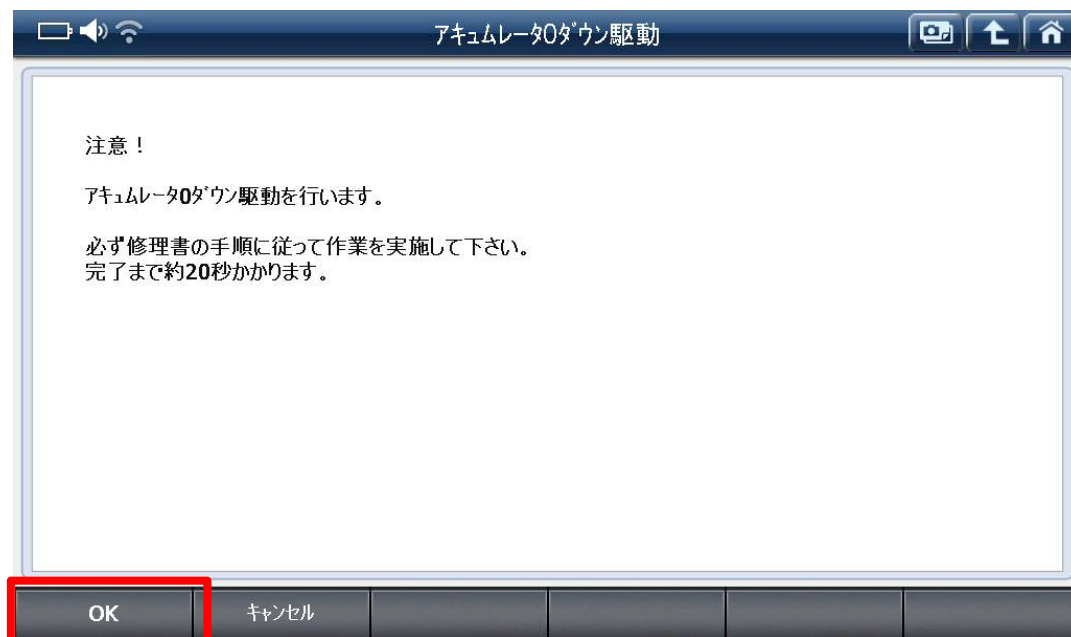 ｱｷｭﾑﾚｰﾀ0ﾀﾞｳﾝ駆動
注意！
ｱｷｭﾑﾚｰﾀ0ﾀﾞｳﾝ駆動を行います。
必ず修理書の手順に従って作業を実施して下さい。
完了まで約20秒かかります。
OK
ｷｬﾝｾﾙ